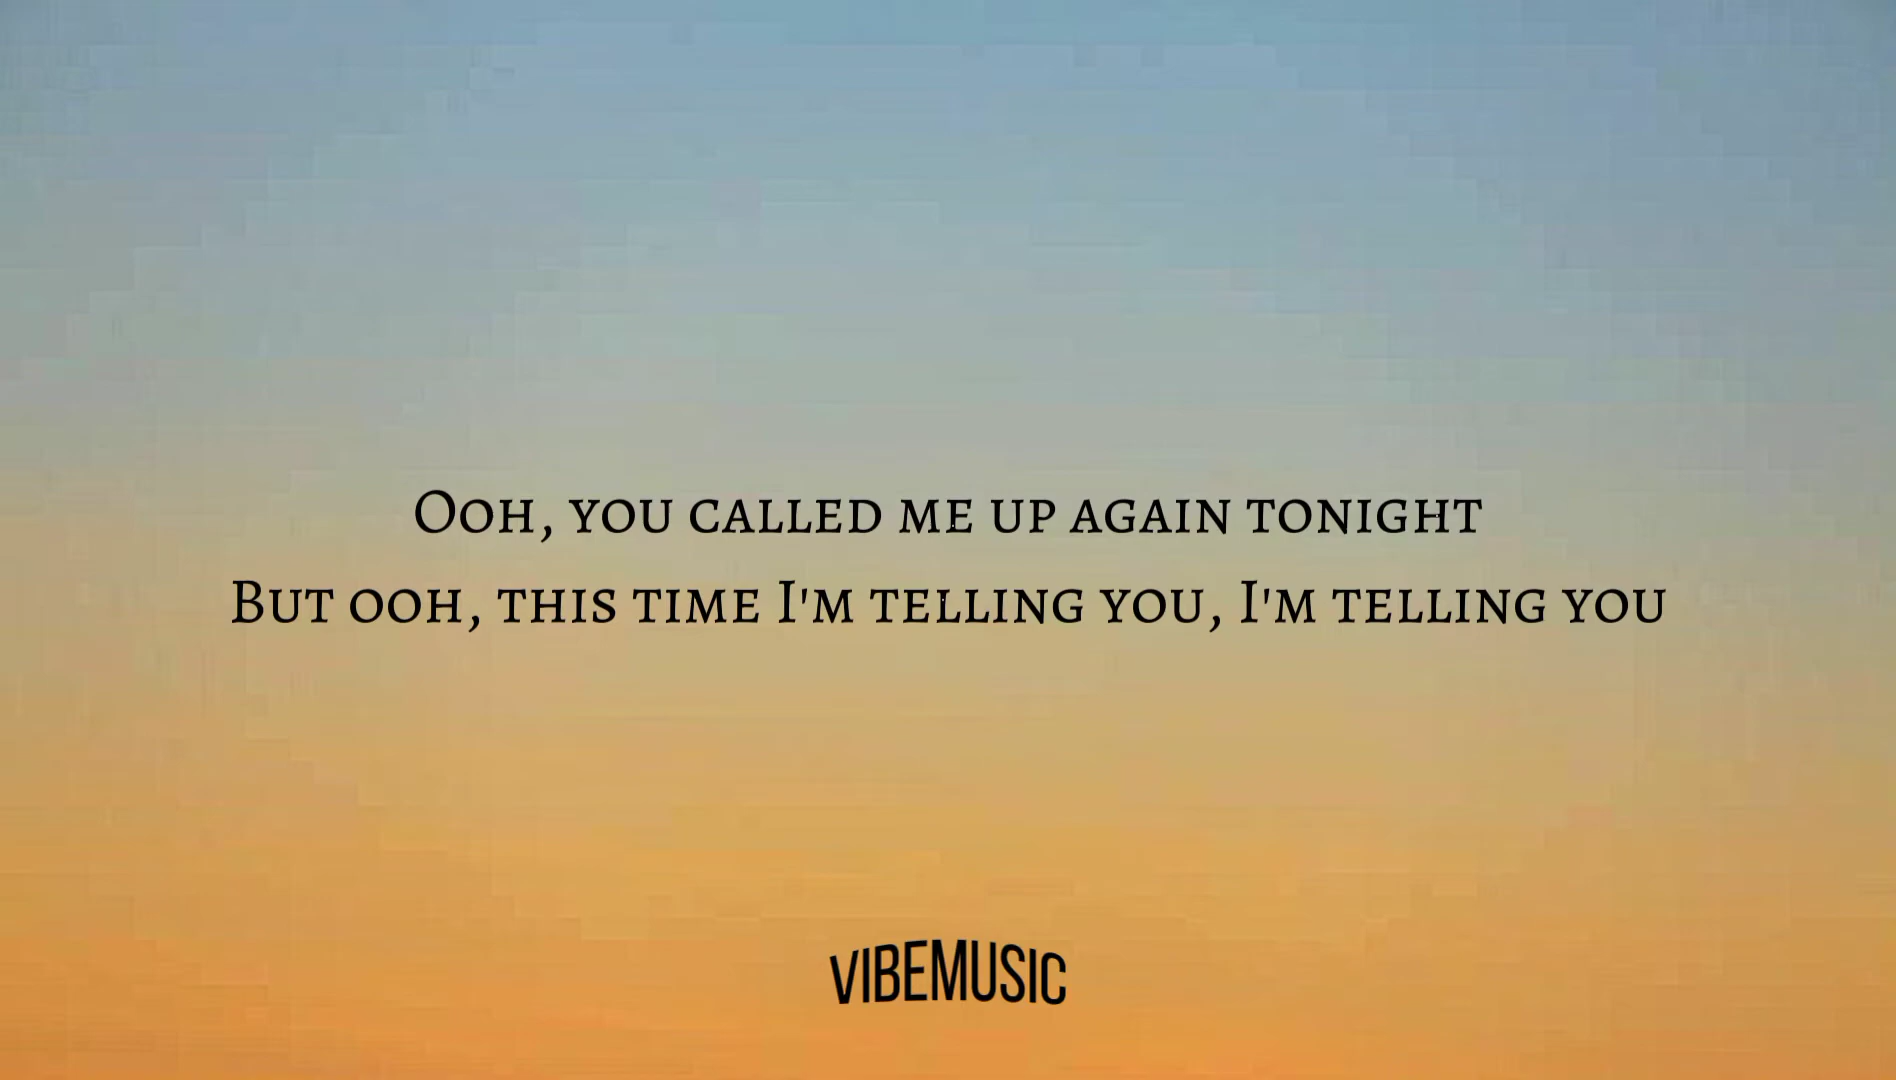 Ooh, you called me up again tonight
But ooh, this time I'm telling you, I'm telling you
VIBEMUSIC